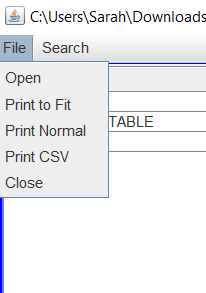 C:\Users\Sarah\Downloads
File Search
Open
Print to Fit
TABLE
Print Normal
Print CSV
Close